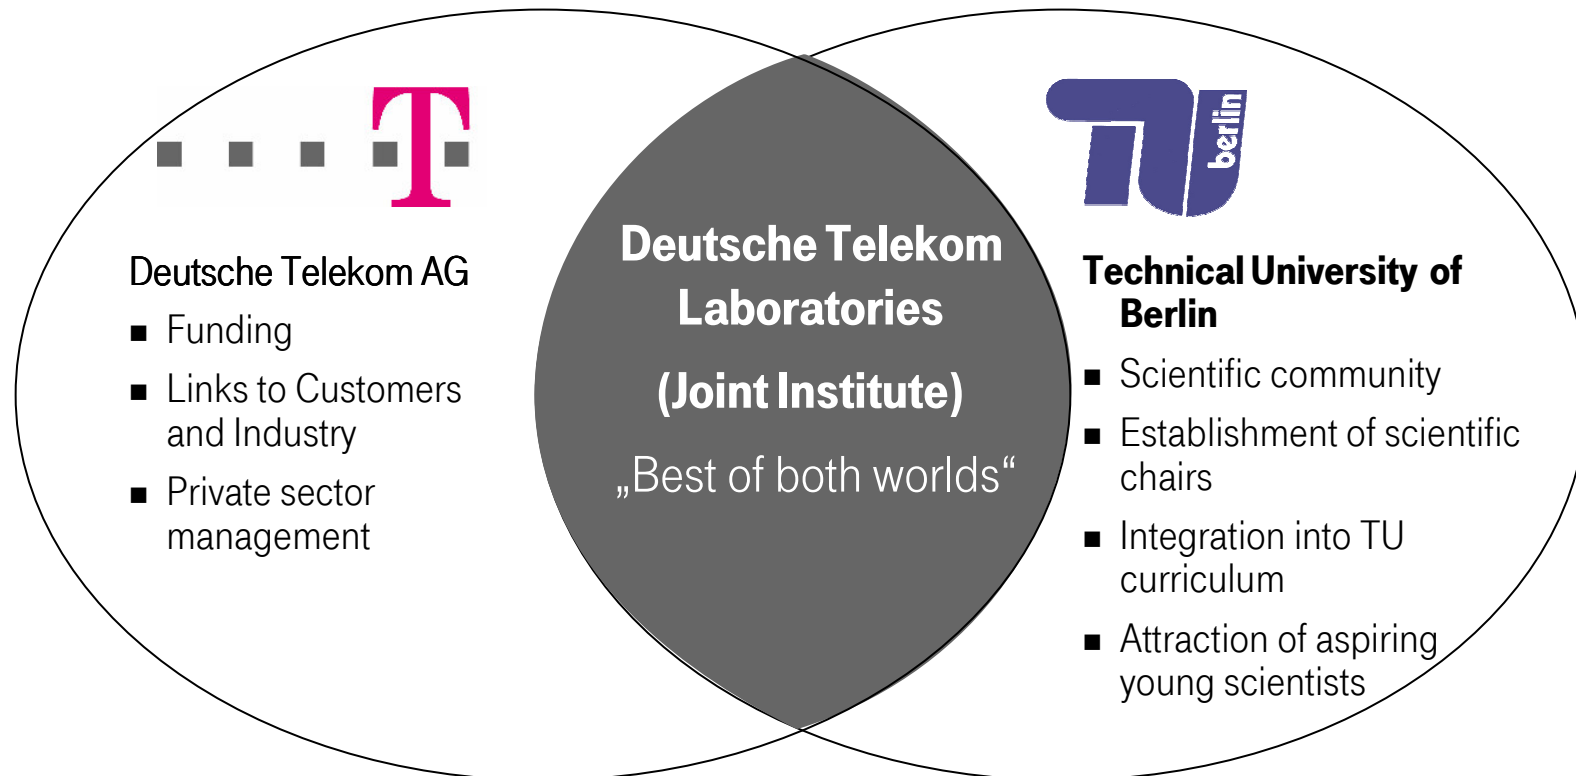 Deutsche Telekom AG
■ Funding
■ Links to Customers
and Industry
■ Private sector
management
Deutsche Telekom
Laboratories
(Joint Institute)
„Best of both worlds“
TU berlin
Technical University of
Berlin
■ Scientific community
■ Establishment of scientific
chairs
■ Integration into TU
curriculum
■ Attraction of aspiring
young scientists
T